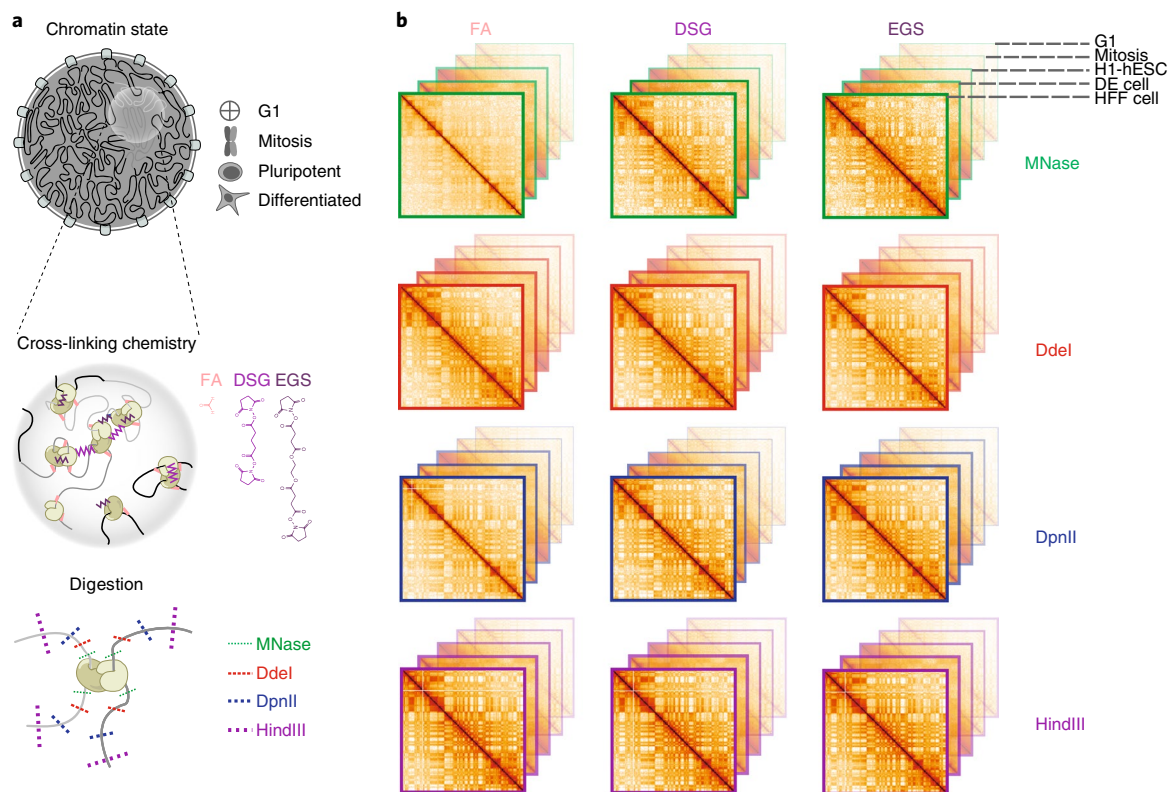 a
Chromatin state
G1
Mitosis
Pluripotent
Differentiated
Cross-linking chemistry
FA DSG EGS
Digestion
MNase
DdeI
DpnII
HindIII
b
FA DSG EGS
G1
Mitosis
H1-hESC
DE cell
HFF cell
MNase
DdeI
DpnII
HindIII